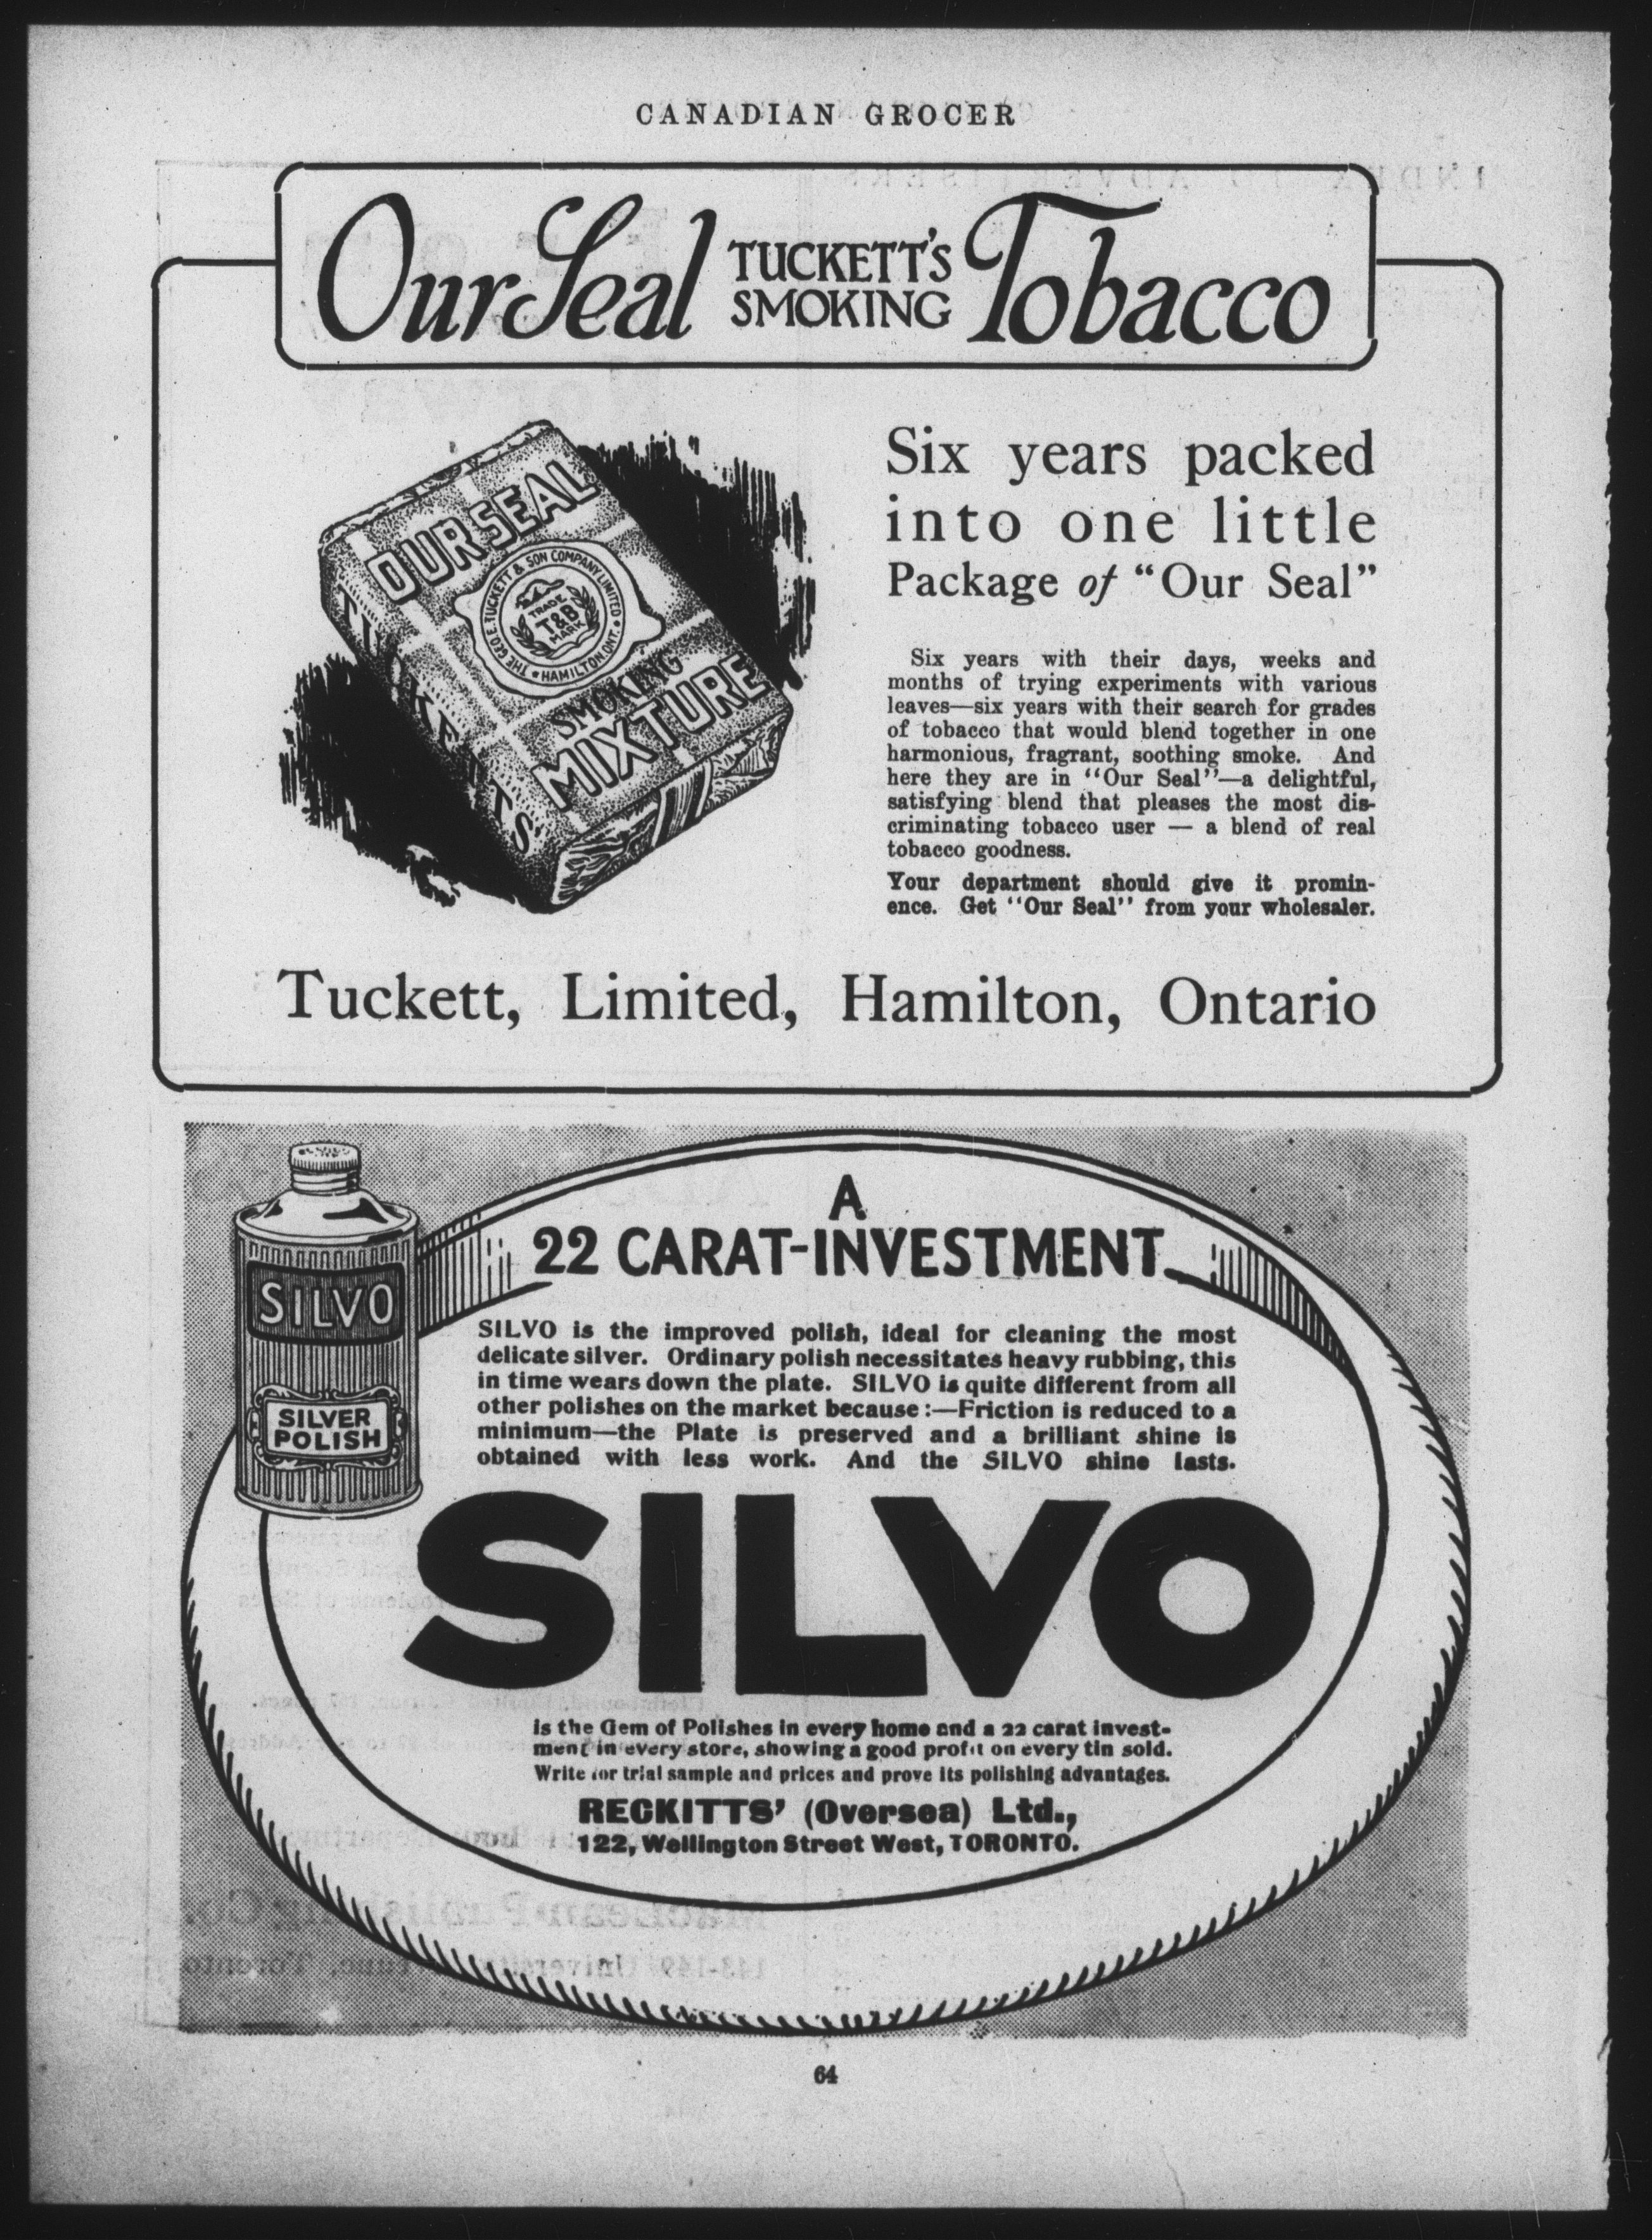 CANADIAN GROCER
Our Seal TUCKETT'S SMOKING Tobacco
OUR SEAL
THE GEO. E. TUCKETT & SON COMPANY LIMITED
HAMILTON, ONT.
TRADE
T&B
MARK
SMOKING
MIXTURE
TUCKETT'S
Six years packed
into one little
Package of “Our Seal”
Six years with their days, weeks and
months of trying experiments with various
leaves—six years with their search for grades
of tobacco that would blend together in one
harmonious, fragrant, soothing smoke. And
here they are in “Our Seal”—a delightful,
satisfying blend that pleases the most dis-
criminating tobacco user — a blend of real
tobacco goodness.
Your department should give it promin-
ence. Get “Our Seal” from your wholesaler.
Tuckett, Limited, Hamilton, Ontario
A
22 CARAT-INVESTMENT
SILVO
SILVER
POLISH
SILVO is the improved polish, ideal for cleaning the most
delicate silver. Ordinary polish necessitates heavy rubbing, this
in time wears down the plate. SILVO is quite different from all
other polishes on the market because:—Friction is reduced to a
minimum—the Plate is preserved and a brilliant shine is
obtained with less work. And the SILVO shine lasts.
SILVO
is the Gem of Polishes in every home and a 22 carat invest-
ment in every store, showing a good profit on every tin sold.
Write for trial sample and prices and prove its polishing advantages.
RECKITTS' (Oversea) Ltd.,
122, Wellington Street West, TORONTO.
64